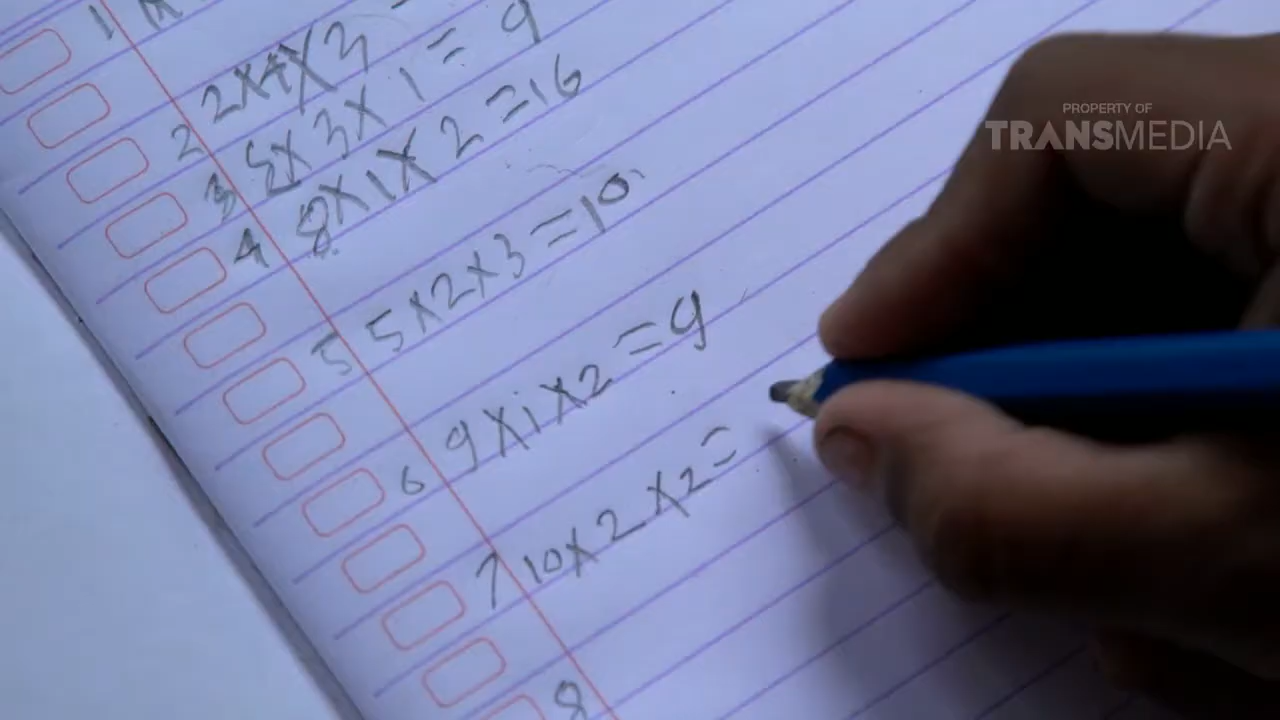 1
2 2x4x3
3 5x3x1 = 9
4 8x1x2 = 16
5 5x2x3 = 10
6 9x1x2 = 9
7 10x2x2 =
8
PROPERTY OF
TRANSMEDIA